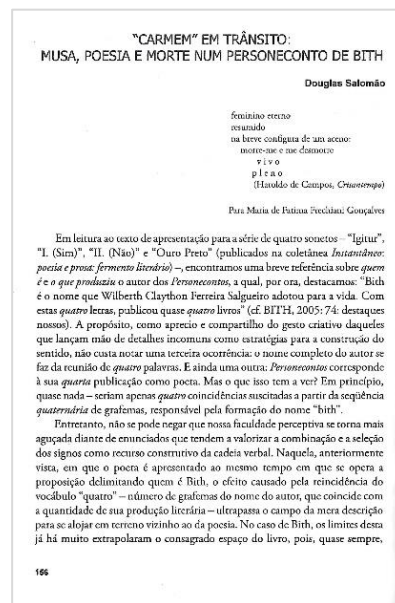 "CARMEM" EM TRÂNSITO:
MUSA, POESIA E MORTE NUM PERSONECONTO DE BITH
Douglas Salomão
feminino eterno
resumido
na breve configura de um aceno:
morre-me e me desmorre
v i v o
p l e n o
(Haroldo de Campos, Crisantempo)
Para Maria de Fatima Frechiani Gonçalves
Em leitura ao texto de apresentação para a série de quatro sonetos – "Igitur",
"I. (Sim)", "II. (Não)" e "Ouro Preto" (publicados na coletânea Instantâneo:
poesia e prosa: fermento literário) –, encontramos uma breve referência sobre quem
é e o que produziu o autor dos Personecontos, a qual, por ora, destacamos: "Bith
é o nome que Wilberth Claython Ferreira Salgueiro adotou para a vida. Com
estas quatro letras, publicou quase quatro livros" (cf. BITH, 2005: 74: destaques
nossos). A propósito, como aprecio e compartilho do gesto criativo daqueles
que lançam mão de detalhes incomuns como estratégias para a construção do
sentido, não custa notar uma terceira ocorrência: o nome completo do autor se
faz da reunião de quatro palavras. E ainda uma outra: Personecontos corresponde
à sua quarta publicação como poeta. Mas o que isso tem a ver? Em princípio,
quase nada – seriam apenas quatro coincidências suscitadas a partir da seqüência
quaternária de grafemas, responsável pela formação do nome "bith".
Entretanto, não se pode negar que nossa faculdade perceptiva se torna mais
aguçada diante de enunciados que tendem a valorizar a combinação e a seleção
dos signos como recurso construtivo da cadeia verbal. Naquela, anteriormente
vista, em que o poeta é apresentado ao mesmo tempo em que se opera a
proposição delimitando quem é Bith, o efeito causado pela reincidência do
vocábulo "quatro" – número de grafemas do nome do autor, que coincide com
a quantidade de sua produção literária – ultrapassa o campo da mera descrição
para se alojar em terreno vizinho ao da poesia. No caso de Bith, os limites desta
já há muito extrapolaram o consagrado espaço do livro, pois, quase sempre,
166